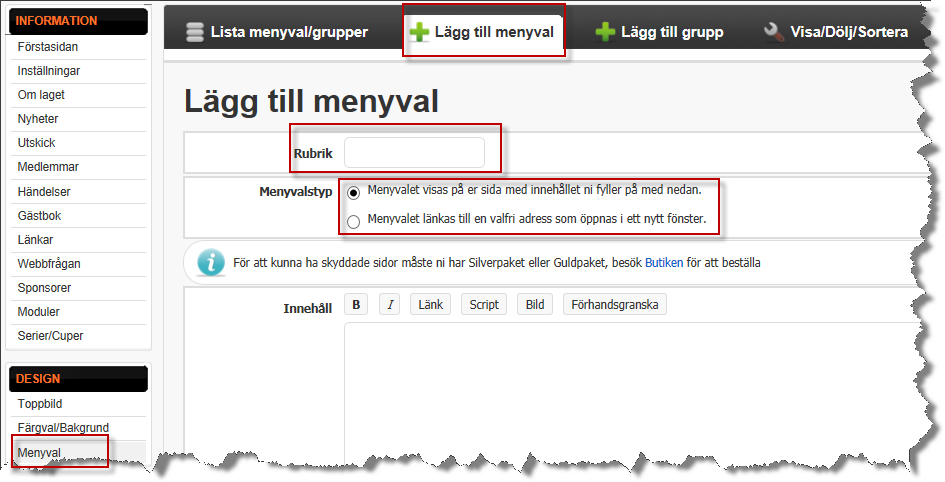 INFORMATION
Förstasidan
Inställningar
Om laget
Nyheter
Utskick
Medlemmar
Händelser
Gästbok
Länkar
Webbfrågan
Sponsorer
Moduler
Serier/Cuper
DESIGN
Toppbild
Färgval/Bakgrund
Menyval
Lista menyval/grupper Lägg till menyval Lägg till grupp Visa/Dölj/Sortera
Lägg till menyval
Rubrik
Menyvalstyp Menyvalet visas på er sida med innehållet ni fyller på med nedan.
Menyvalet länkas till en valfri adress som öppnas i ett nytt fönster.
För att kunna ha skyddade sidor måste ni har Silverpaket eller Guldpaket, besök Butiken för att beställa
Innehåll B I Länk Script Bild Förhandsgranska